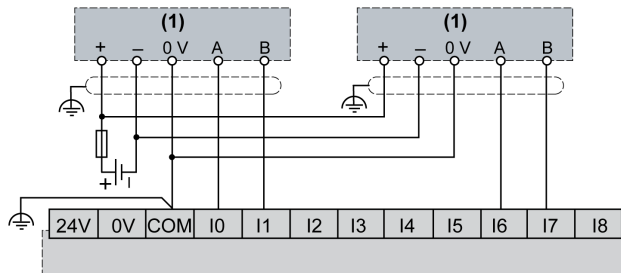 (1) (1)
+ – 0 V A B + – 0 V A B
+
24V 0V COM I0 I1 I2 I3 I4 I5 I6 I7 I8